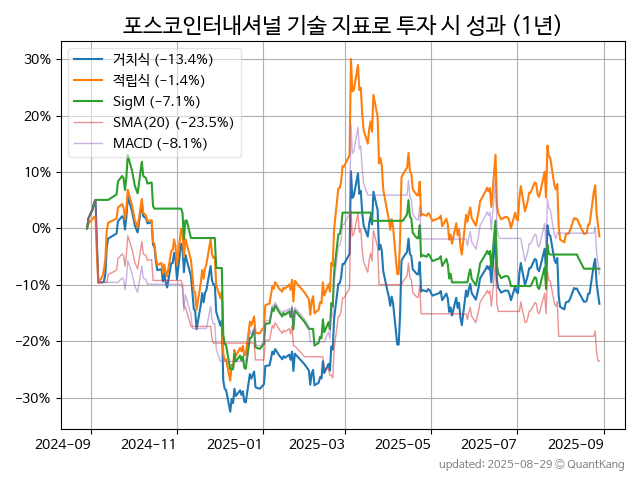 포스코인터내셔널 기술 지표로 투자 시 성과 (1년)
거치식 (−13.4%)
적립식 (−1.4%)
SigM (−7.1%)
SMA(20) (−23.5%)
MACD (−8.1%)
30%
20%
10%
0%
−10%
−20%
−30%
2024-09 2024-11 2025-01 2025-03 2025-05 2025-07 2025-09
updated: 2025-08-29 © QuantKang